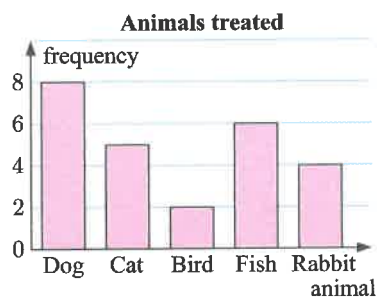 Animals treated
frequency
8
6
4
2
0
Dog Cat Bird Fish Rabbit
animal